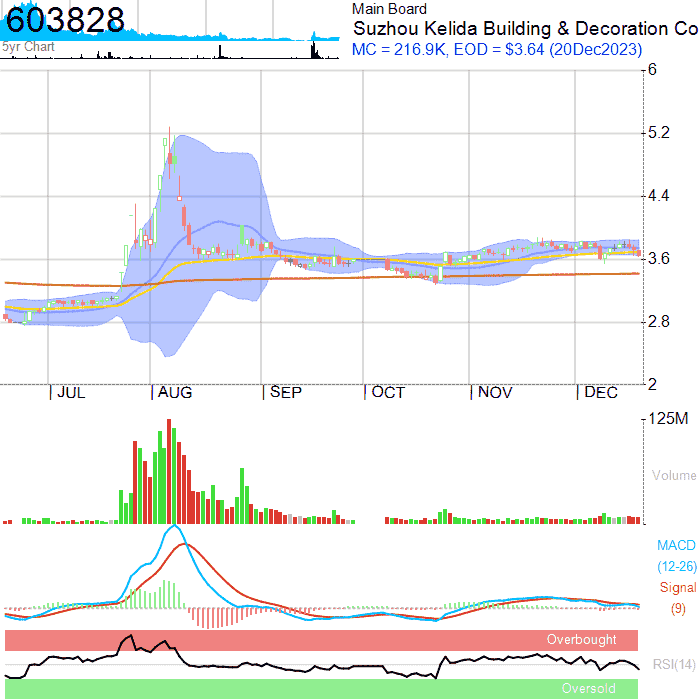 603828
Main Board
Suzhou Kelida Building & Decoration Co
5yr Chart
MC = 216.9K, EOD = $3.64 (20Dec2023)
6
5.2
4.4
3.6
2.8
2
JUL AUG SEP OCT NOV DEC
125M
Volume
MACD
(12-26)
Signal
(9)
Overbought
RSI(14)
Oversold